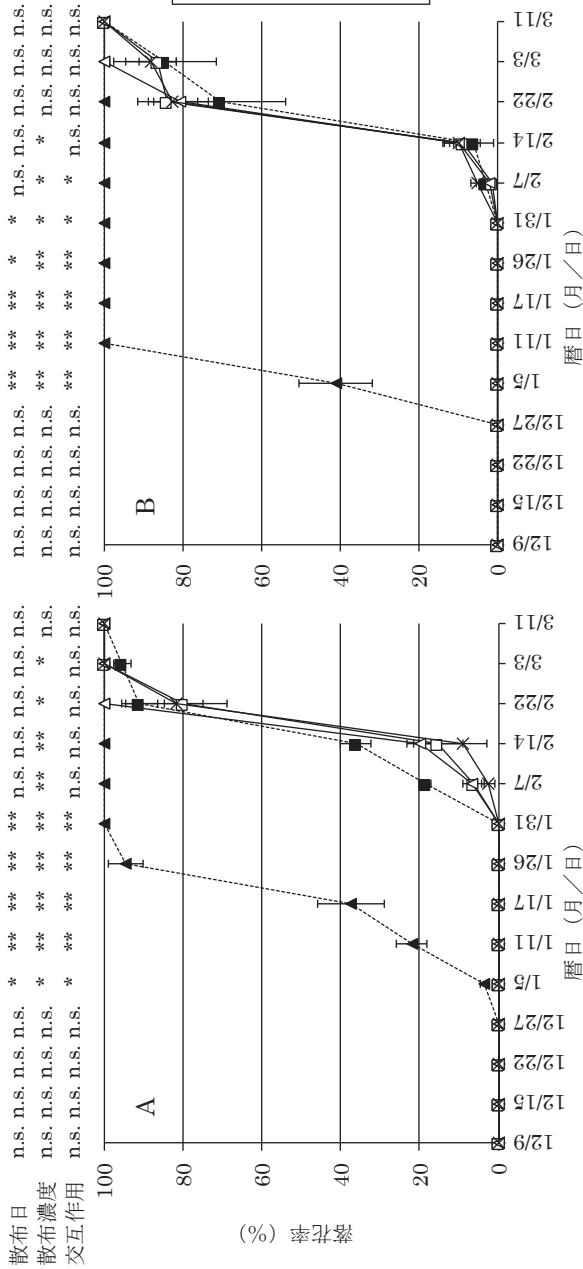 散布日 n.s. n.s. n.s. n.s. * ** ** ** ** n.s. n.s. n.s. n.s. n.s. n.s. n.s. n.s. n.s. ** ** ** * * n.s. n.s. n.s. n.s. n.s.
散布濃度 n.s. n.s. n.s. n.s. * ** ** ** ** ** ** * * n.s. n.s. n.s. n.s. n.s. ** ** ** ** * * * n.s. n.s. n.s.
交互作用 n.s. n.s. n.s. n.s. * ** ** ** ** n.s. n.s. n.s. n.s. n.s. n.s. n.s. n.s. n.s. ** ** ** ** * * n.s. n.s. n.s. n.s.
落花率 (%)
A
100
80
60
40
20
0
12/9 12/15 12/22 12/27 1/5 1/11 1/17 1/26 1/31 2/7 2/14 2/22 3/3 3/11
暦日 (月／日)
B
100
80
60
40
20
0
12/9 12/15 12/22 12/27 1/5 1/11 1/17 1/26 1/31 2/7 2/14 2/22 3/3 3/11
暦日 (月／日)